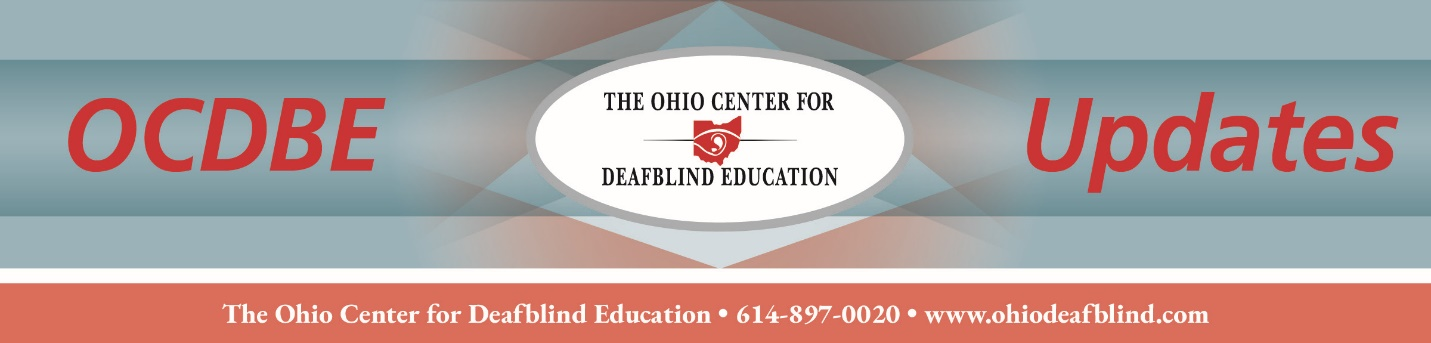 OCDBE
THE OHIO CENTER FOR
DEAFBLIND EDUCATION
Updates
The Ohio Center for Deafblind Education • 614-897-0020 • www.ohiodeafblind.com